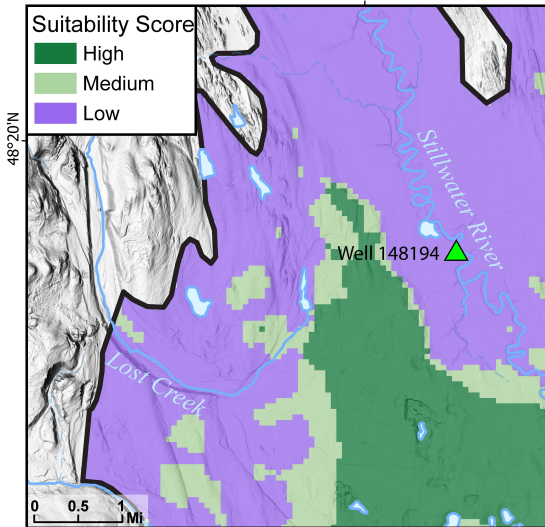 Suitability Score
High
Medium
Low
48°20'N
Stillwater River
Well 148194
Lost Creek
0 0.5 1
Mi